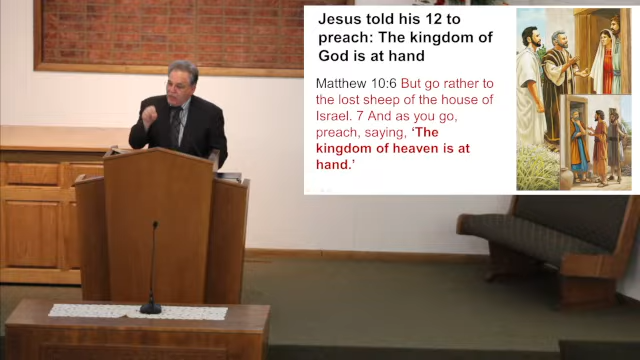 Jesus told his 12 to
preach: The kingdom of
God is at hand
Matthew 10:6 But go rather to
the lost sheep of the house of
Israel. 7 And as you go,
preach, saying, ‘The
kingdom of heaven is at
hand.’